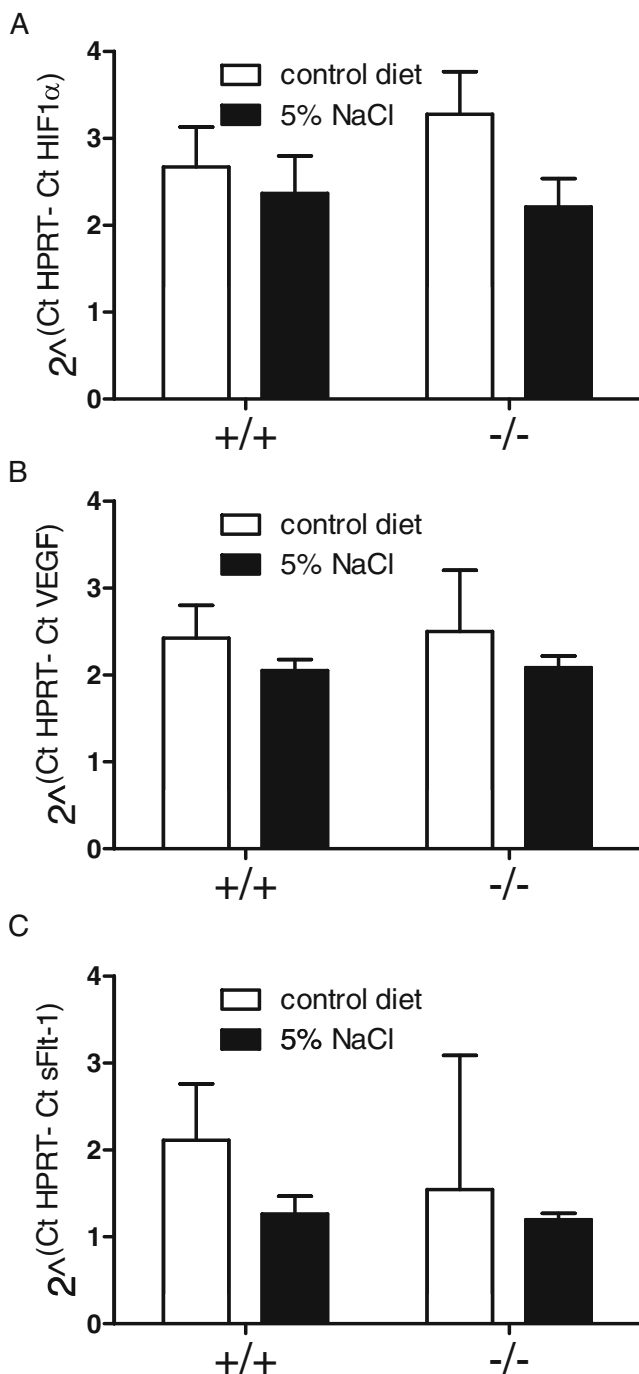 A
2^(Ct HPRT- Ct HIF1α)
4
3
2
1
0
control diet
5% NaCl
+/+
-/-
B
2^(Ct HPRT- Ct VEGF)
4
3
2
1
0
control diet
5% NaCl
+/+
-/-
C
2^(Ct HPRT- Ct sFlt-1)
4
3
2
1
0
control diet
5% NaCl
+/+
-/-